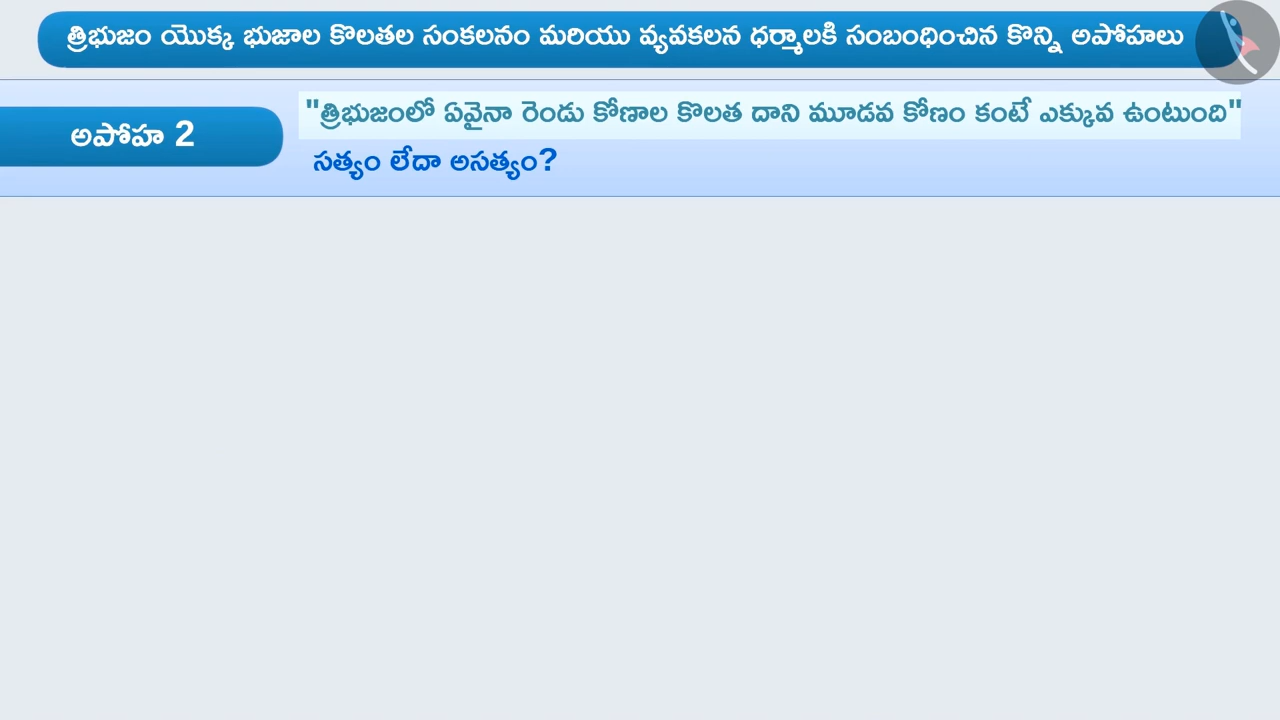 త్రిభుజం యొక్క భుజాల కొలతల సంకలనం మరియు వ్యవకలన ధర్మాలకి సంబంధించిన కొన్ని అపోహలు
అపోహ 2
"త్రిభుజంలో ఏవైనా రెండు కోణాల కొలత దాని మూడవ కోణం కంటే ఎక్కువ ఉంటుంది"
సత్యం లేదా అసత్యం?